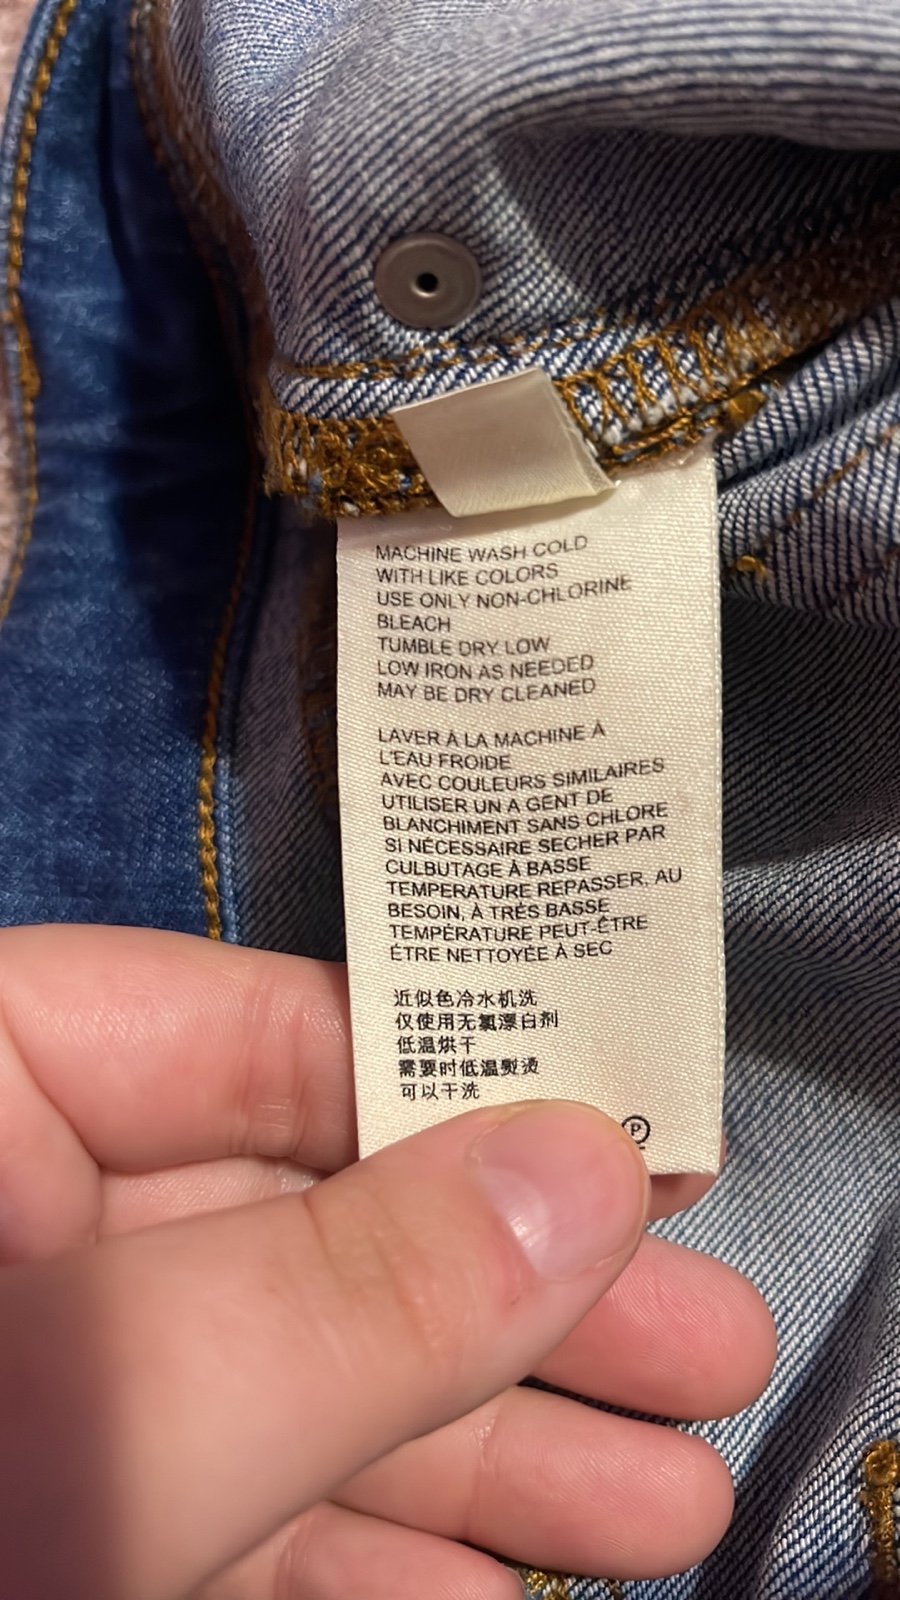 MACHINE WASH COLD
WITH LIKE COLORS
USE ONLY NON-CHLORINE
BLEACH
TUMBLE DRY LOW
LOW IRON AS NEEDED
MAY BE DRY CLEANED
LAVER À LA MACHINE À
L'EAU FROIDE
AVEC COULEURS SIMILAIRES
UTILISER UN A GENT DE
BLANCHIMENT SANS CHLORE
SI NÉCESSAIRE SECHER PAR
CULBUTAGE À BASSE
TEMPERATURE REPASSER, AU
BESOIN, À TRÉS BASSE
TEMPÉRATURE PEUT-ÊTRE
ÉTRE NETTOYÉE À SEC
近似色冷水机洗
仅使用无氯漂白剂
低温烘干
需要时低温熨烫
可以干洗
P